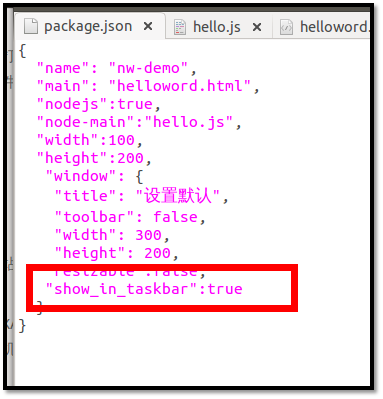 package.json × hello.js × helloword.
{
"name": "nw-demo",
"main": "helloword.html",
"nodejs":true,
"node-main":"hello.js",
"width":100,
"height":200,
"window": {
"title": "设置默认",
"toolbar": false,
"width": 300,
"height": 200,
"resizable":false,
"show_in_taskbar":true
}
}